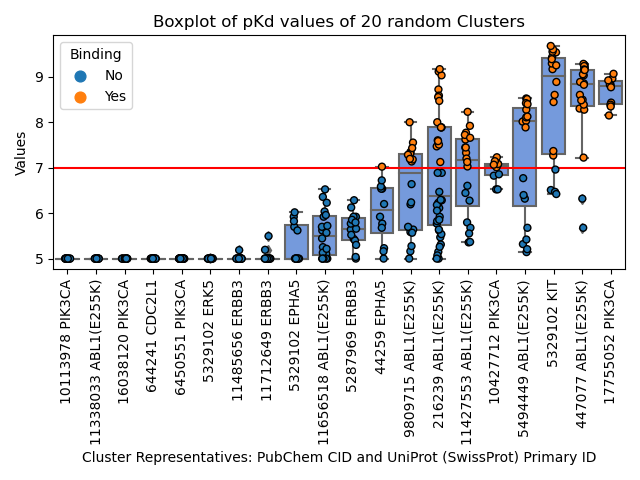 Boxplot of pKd values of 20 random Clusters
Binding
No
Yes
Values
9
8
7
6
5
10113978 PIK3CA
11338033 ABL1(E255K)
16038120 PIK3CA
644241 CDC2L1
6450551 PIK3CA
5329102 ERK5
11485656 ERBB3
11712649 ERBB3
5329102 EPHA5
11656518 ABL1(E255K)
5287969 ERBB3
44259 EPHA5
9809715 ABL1(E255K)
216239 ABL1(E255K)
11427553 ABL1(E255K)
10427712 PIK3CA
5494449 ABL1(E255K)
5329102 KIT
447077 ABL1(E255K)
17755052 PIK3CA
Cluster Representatives: PubChem CID and UniProt (SwissProt) Primary ID